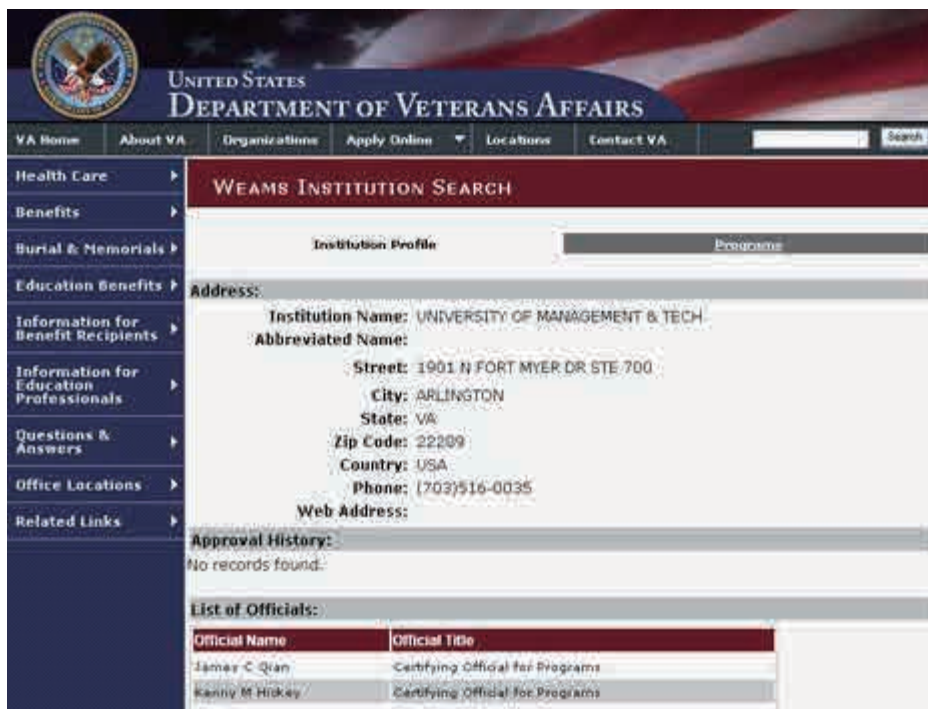 UNITED STATES
DEPARTMENT OF VETERANS AFFAIRS
VA Home About VA Organizations Apply Online Locations Contact VA Search
Health Care
Benefits
Burial & Memorials
Education Benefits
Information for
Benefit Recipients
Information for
Education
Professionals
Questions &
Answers
Office Locations
Related Links
WEAMS INSTITUTION SEARCH
Institution Profile Programs
Address:
Institution Name: UNIVERSITY OF MANAGEMENT & TECH
Abbreviated Name:
Street: 1901 N FORT MYER DR STE 700
City: ARLINGTON
State: VA
Zip Code: 22209
Country: USA
Phone: (703)516-0035
Web Address:
Approval History:
No records found.
List of Officials:
Official Name Official Title
James C Qian Certifying Official for Programs
Kenny M Hickey Certifying Official for Programs